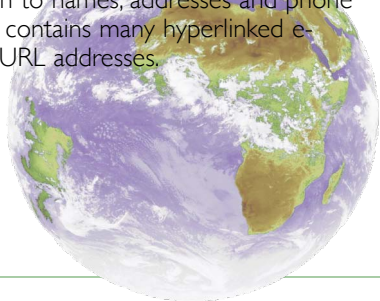 n to names, addresses and phone
contains many hyperlinked e-
URL addresses.